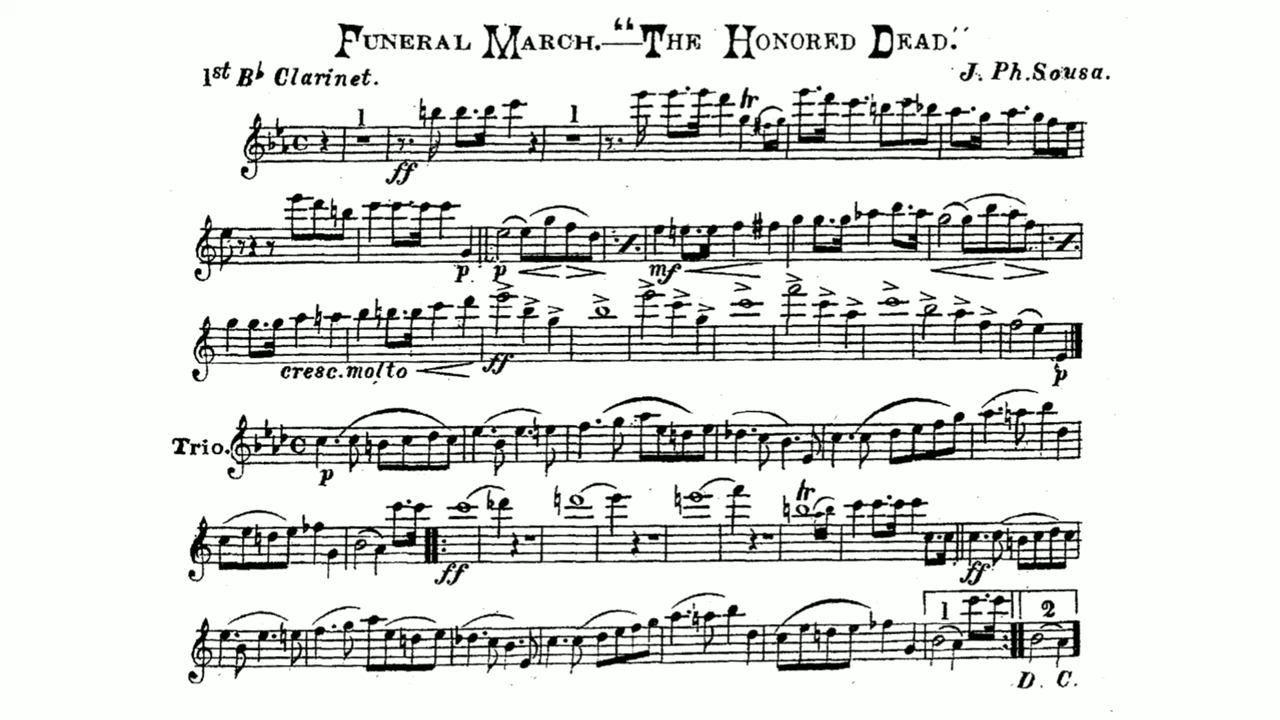 FUNERAL MARCH.—"THE HONORED DEAD."
1st B♭ Clarinet.
J. Ph. Sousa.
1
1
tr
ff
p.
p
mf
cresc. molto
ff
p
Trio.
p
tr
ff
ff
1
2
D. C.